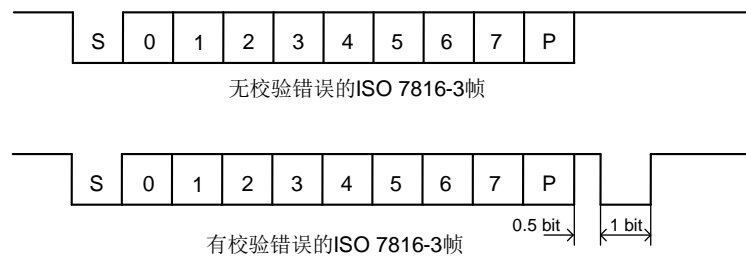 S 0 1 2 3 4 5 6 7 P
无校验错误的ISO 7816-3帧
S 0 1 2 3 4 5 6 7 P
0.5 bit 1 bit
有校验错误的ISO 7816-3帧